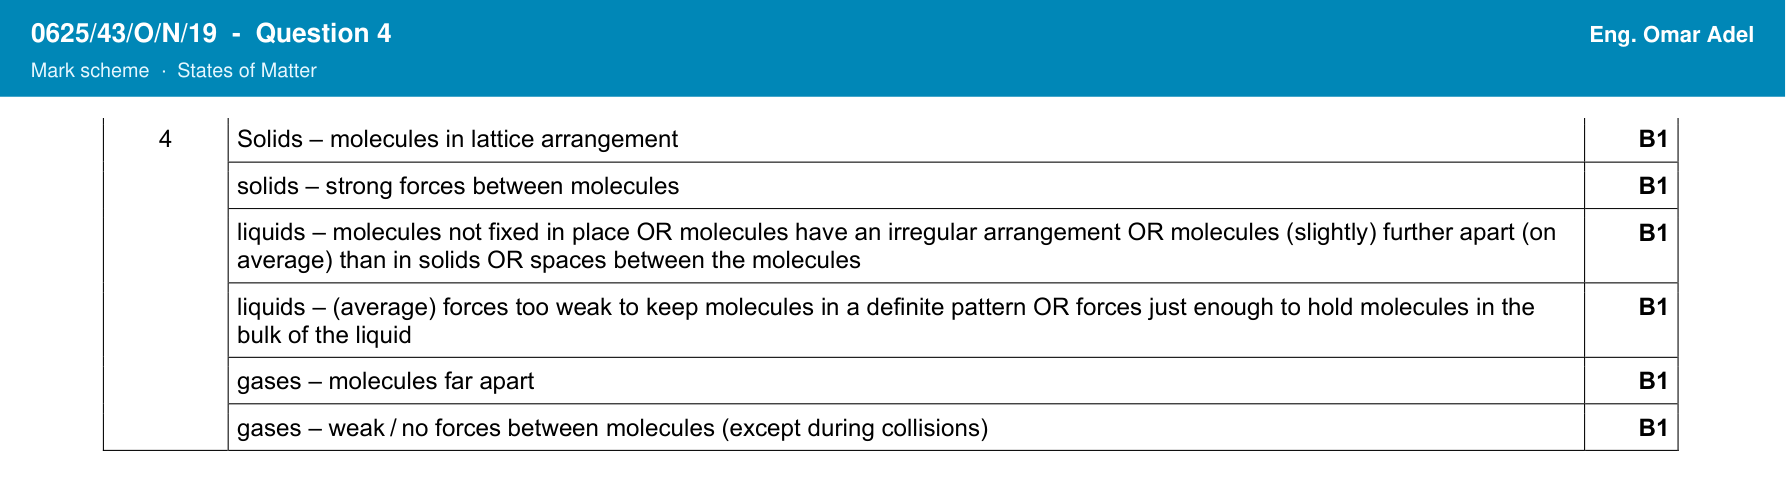 0625/43/O/N/19 - Question 4
Eng. Omar Adel
Mark scheme · States of Matter
4 Solids – molecules in lattice arrangement B1
solids – strong forces between molecules B1
liquids – molecules not fixed in place OR molecules have an irregular arrangement OR molecules (slightly) further apart (on B1
average) than in solids OR spaces between the molecules
liquids – (average) forces too weak to keep molecules in a definite pattern OR forces just enough to hold molecules in the B1
bulk of the liquid
gases – molecules far apart B1
gases – weak / no forces between molecules (except during collisions) B1